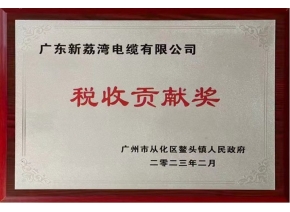 广东新荔湾电缆有限公司
税收贡献奖
广州市从化区鳌头镇人民政府
二零二三年二月